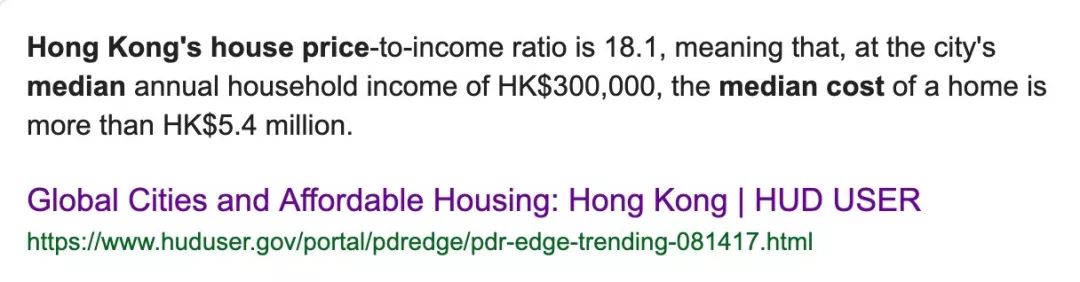 Hong Kong's house price-to-income ratio is 18.1, meaning that, at the city's
median annual household income of HK$300,000, the median cost of a home is
more than HK$5.4 million.
Global Cities and Affordable Housing: Hong Kong | HUD USER
https://www.huduser.gov/portal/pdredge/pdr-edge-trending-081417.html